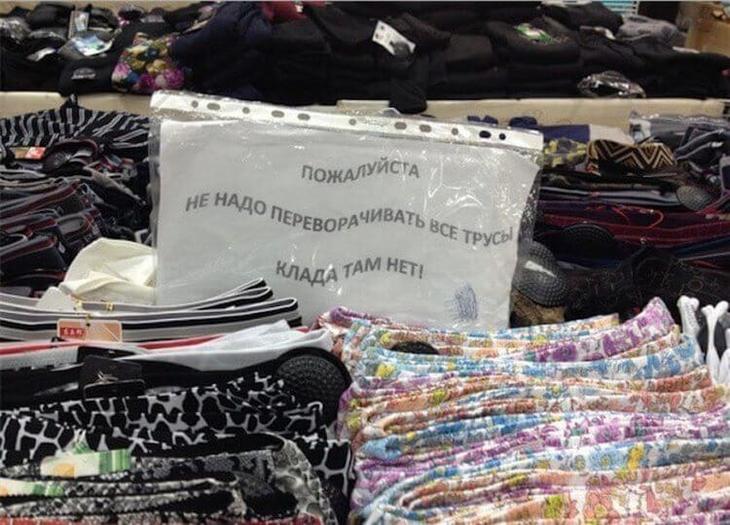 ПОЖАЛУЙСТА
НЕ НАДО ПЕРЕВОРАЧИВАТЬ ВСЕ ТРУСЫ
КЛАДА ТАМ НЕТ!